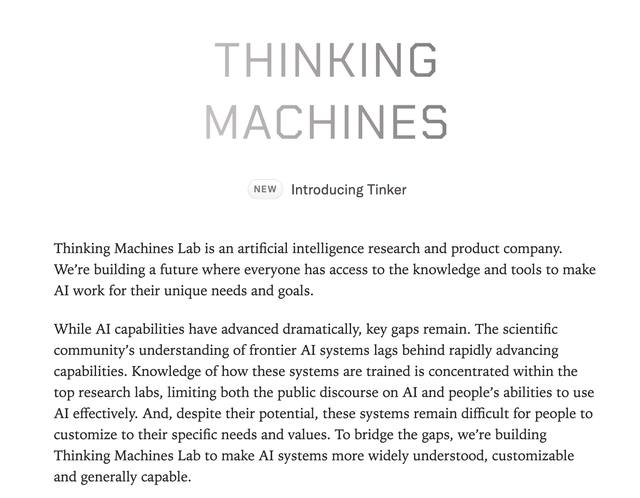 THINKING
MACHINES
NEW Introducing Tinker
Thinking Machines Lab is an artificial intelligence research and product company.
We’re building a future where everyone has access to the knowledge and tools to make
AI work for their unique needs and goals.
While AI capabilities have advanced dramatically, key gaps remain. The scientific
community’s understanding of frontier AI systems lags behind rapidly advancing
capabilities. Knowledge of how these systems are trained is concentrated within the
top research labs, limiting both the public discourse on AI and people’s abilities to use
AI effectively. And, despite their potential, these systems remain difficult for people to
customize to their specific needs and values. To bridge the gaps, we’re building
Thinking Machines Lab to make AI systems more widely understood, customizable
and generally capable.